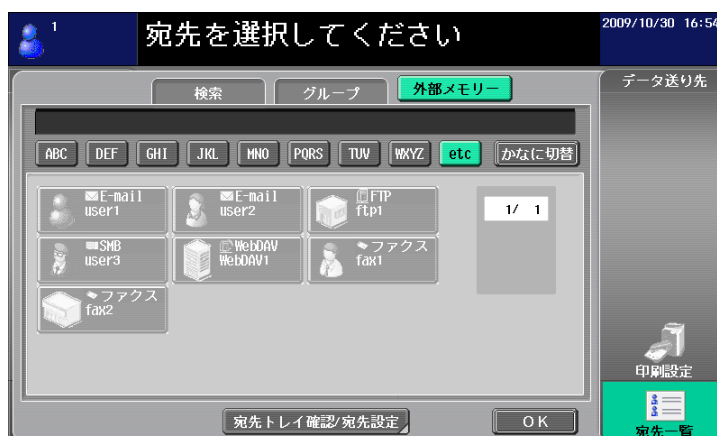 1
宛先を選択してください
2009/10/30 16:54
検索
グループ
外部メモリー
データ送り先
ABC DEF GHI JKL MNO PQRS TUV WXYZ etc かなに切替
E-mail
user1
E-mail
user2
FTP
ftp1
1/ 1
SMB
user3
WebDAV
WebDAV1
ファクス
fax1
ファクス
fax2
印刷設定
宛先トレイ確認/宛先設定
OK
宛先一覧